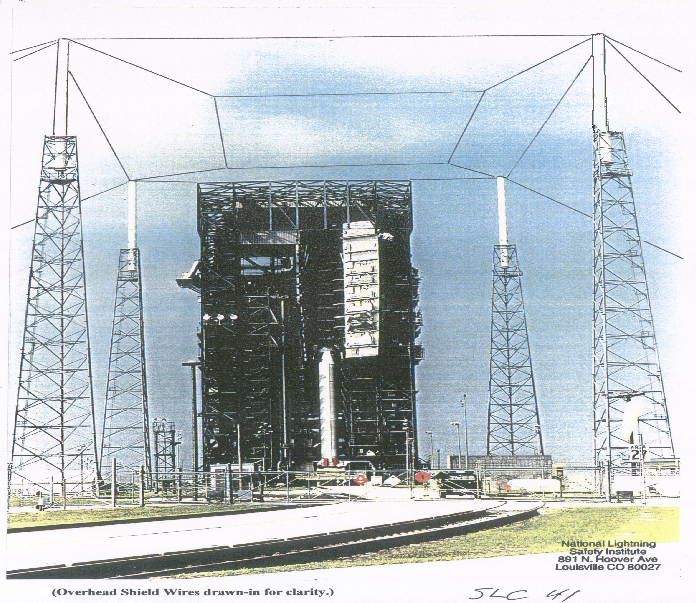 2
National Lightning
Safety Institute
891 N. Hoover Ave
Louisville CO 80027
(Overhead Shield Wires drawn-in for clarity.)
SLC 41